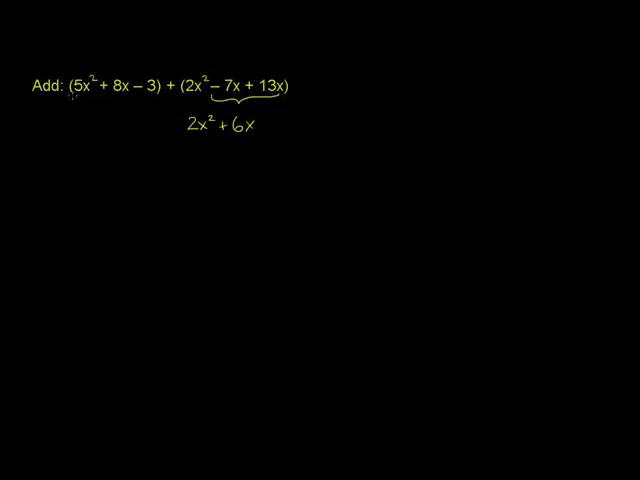 Add: (5x² + 8x – 3) + (2x² – 7x + 13x)
2x² + 6x